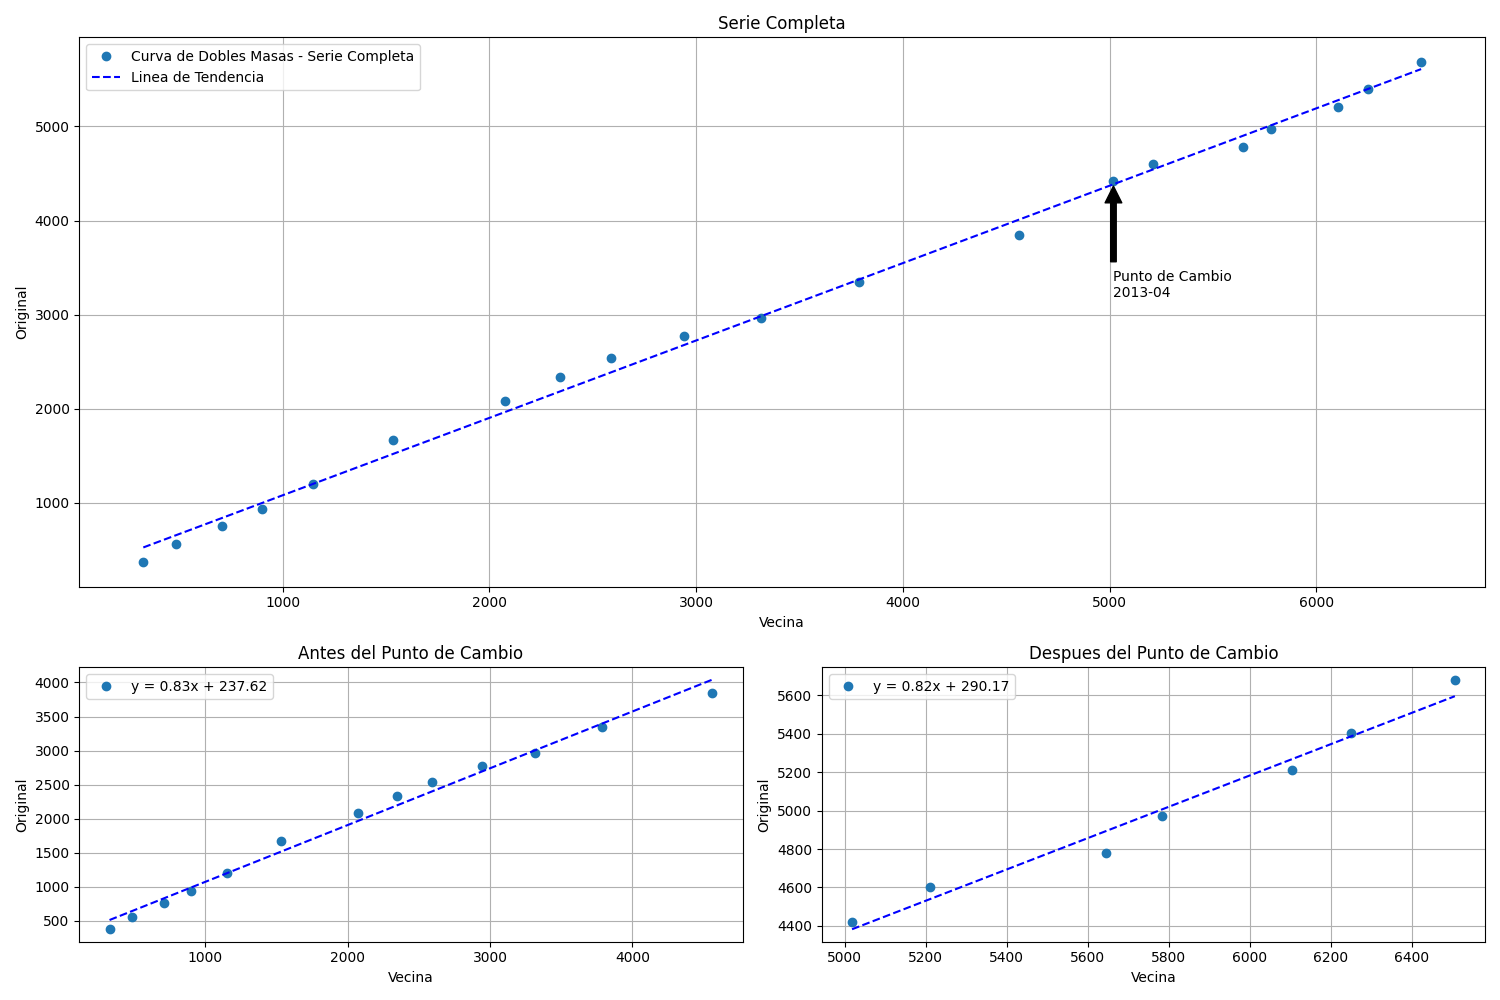 Serie Completa
Curva de Dobles Masas - Serie Completa
Linea de Tendencia
5000
4000
3000
2000
1000
Original
Punto de Cambio
2013-04
1000 2000 3000 4000 5000 6000
Vecina
Antes del Punto de Cambio
y = 0.83x + 237.62
4000
3500
3000
2500
2000
1500
1000
500
Original
1000 2000 3000 4000
Vecina
Despues del Punto de Cambio
y = 0.82x + 290.17
5600
5400
5200
5000
4800
4600
4400
Original
5000 5200 5400 5600 5800 6000 6200 6400
Vecina